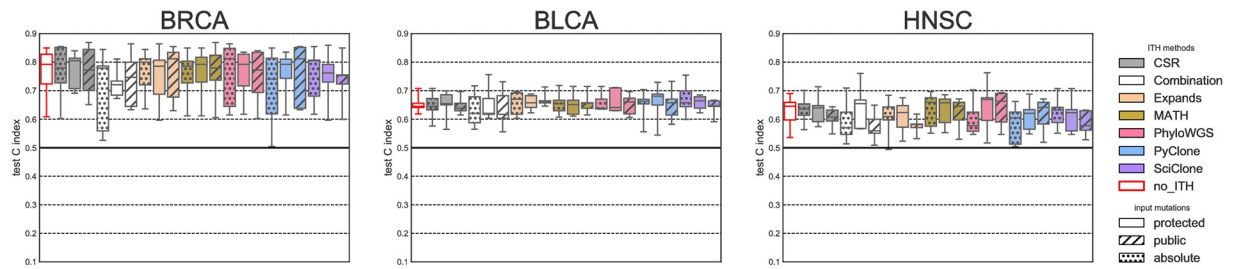 BRCA
0.9
0.8
0.7
0.6
0.5
0.4
0.3
0.2
0.1
test C index
BLCA
0.9
0.8
0.7
0.6
0.5
0.4
0.3
0.2
0.1
test C index
HNSC
0.9
0.8
0.7
0.6
0.5
0.4
0.3
0.2
0.1
test C index
ITH methods
CSR
Combination
Expands
MATH
PhyloWGS
PyClone
SciClone
no_ITH
input mutations
protected
public
absolute